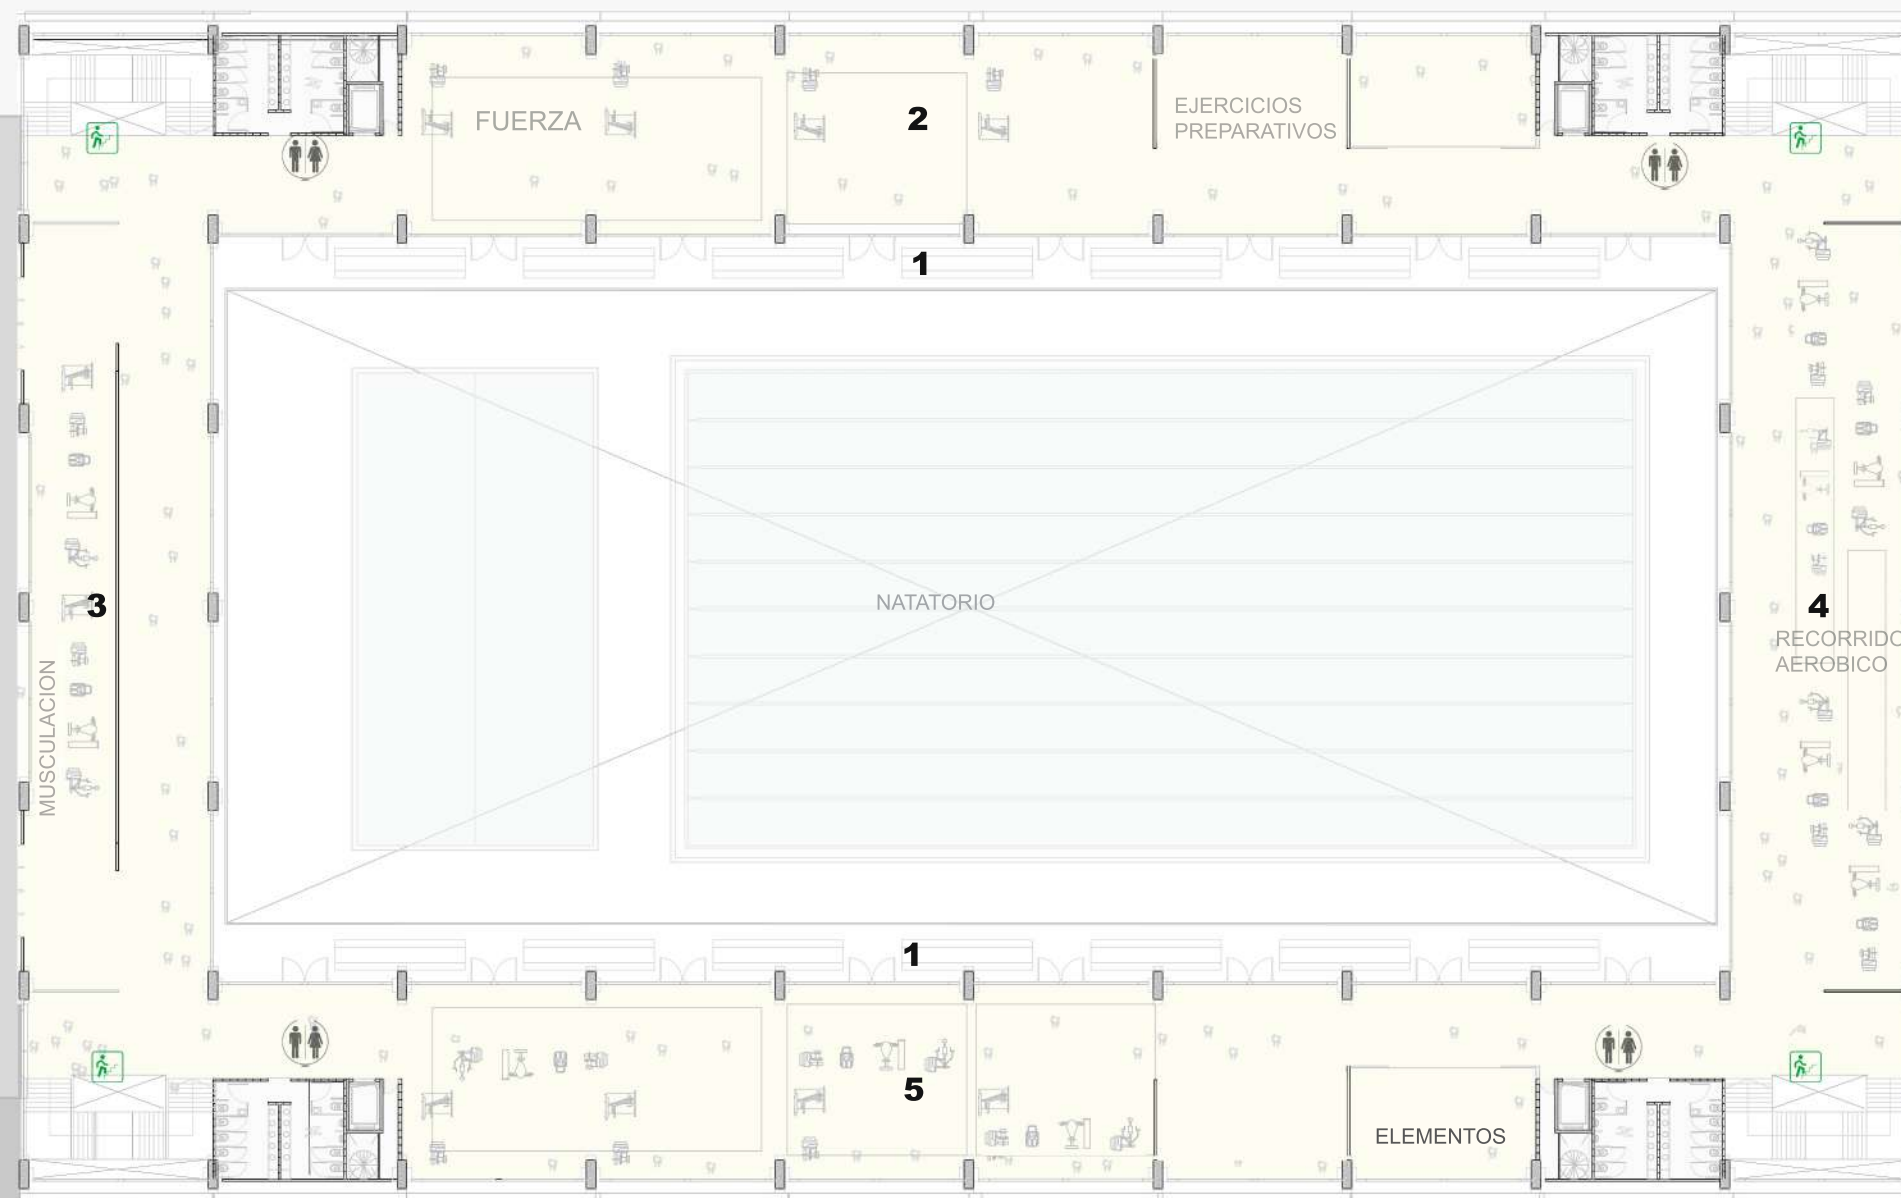 FUERZA
2
EJERCICIOS
PREPARATIVOS
1
NATATORIO
3
MUSCULACION
4
RECORRIDO
AEROBICO
1
5
ELEMENTOS